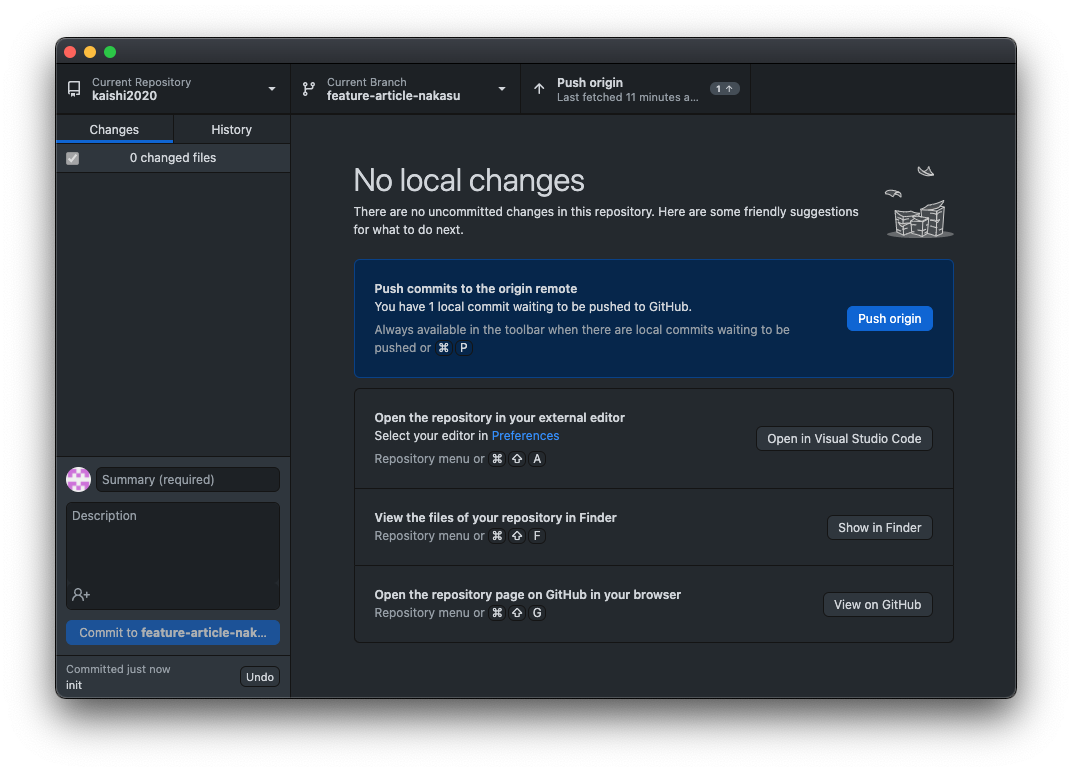 Current Repository
kaishi2020
Current Branch
feature-article-nakasu
Push origin
Last fetched 11 minutes a...
1
Changes
History
0 changed files
No local changes
There are no uncommitted changes in this repository. Here are some friendly suggestions
for what to do next.
Push commits to the origin remote
You have 1 local commit waiting to be pushed to GitHub.
Always available in the toolbar when there are local commits waiting to be
pushed or ⌘ P
Push origin
Open the repository in your external editor
Select your editor in Preferences
Repository menu or ⌘ ⇧ A
Open in Visual Studio Code
View the files of your repository in Finder
Repository menu or ⌘ ⇧ F
Show in Finder
Open the repository page on GitHub in your browser
Repository menu or ⌘ ⇧ G
View on GitHub
Summary (required)
Description
Commit to feature-article-nak...
Committed just now
init
Undo